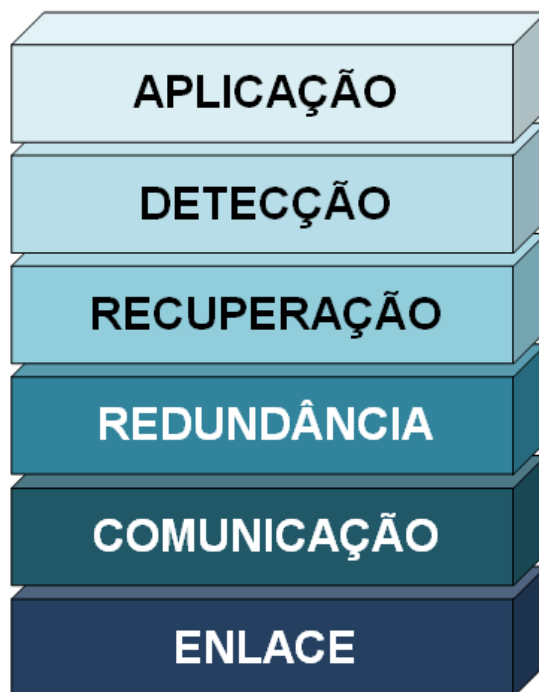 APLICAÇÃO
DETECÇÃO
RECUPERAÇÃO
REDUNDÂNCIA
COMUNICAÇÃO
ENLACE